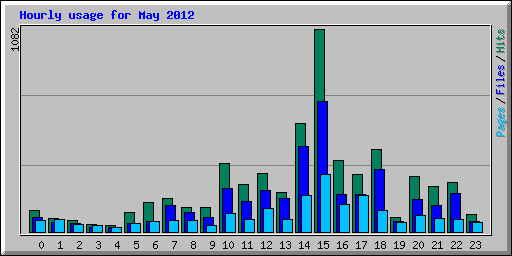 Hourly usage for May 2012
1082
Pages / Files / Hits
0 1 2 3 4 5 6 7 8 9 10 11 12 13 14 15 16 17 18 19 20 21 22 23